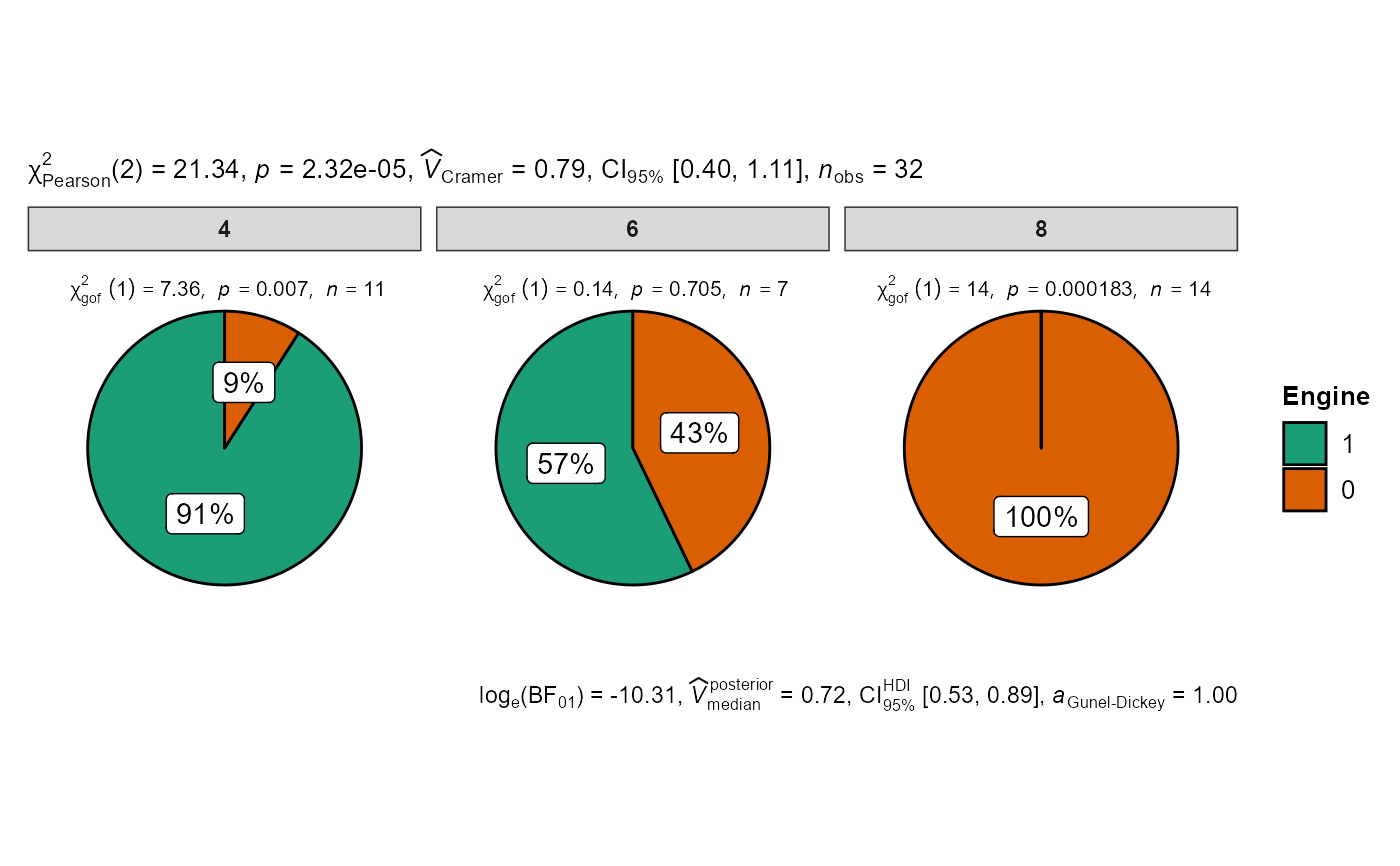 χ²Pearson(2) = 21.34, p = 2.32e-05, V̂Cramer = 0.79, CI95% [0.40, 1.11], nobs = 32
4 6 8
χ²gof (1) = 7.36, p = 0.007, n = 11 χ²gof (1) = 0.14, p = 0.705, n = 7 χ²gof (1) = 14, p = 0.000183, n = 14
9%
91%
43%
57%
100%
Engine
1
0
loge(BF01) = -10.31, V̂posterior median = 0.72, CI HDI 95% [0.53, 0.89], aGunel-Dickey = 1.00